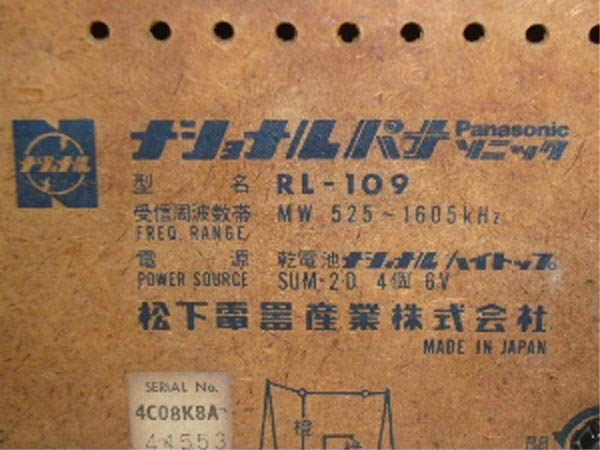 ナショナル
ナショナル パナ Panasonic ソニック
型名 RL-109
受信周波数帯 MW 525～1605kHz
FREQ. RANGE
電源 乾電池 ナショナル ハイトップ
POWER SOURCE SUM-2D 4個 6V
松下電器産業株式会社
MADE IN JAPAN
SERIAL No.
4C08K8A
44553